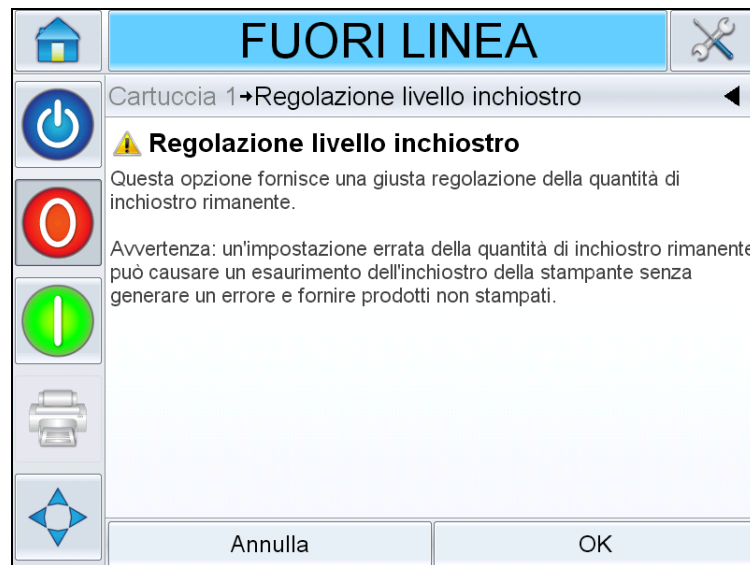 FUORI LINEA
Cartuccia 1→Regolazione livello inchiostro
Regolazione livello inchiostro
Questa opzione fornisce una giusta regolazione della quantità di
inchiostro rimanente.
Avvertenza: un'impostazione errata della quantità di inchiostro rimanente
può causare un esaurimento dell'inchiostro della stampante senza
generare un errore e fornire prodotti non stampati.
Annulla
OK